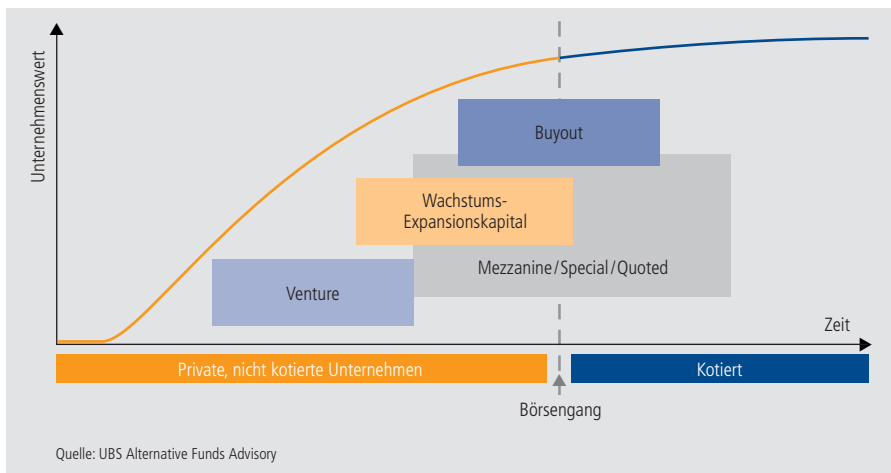 Unternehmenswert
Buyout
Wachstums-
Expansionskapital
Mezzanine/Special/Quoted
Venture
Zeit
Private, nicht kotierte Unternehmen
Kotiert
Börsengang
Quelle: UBS Alternative Funds Advisory